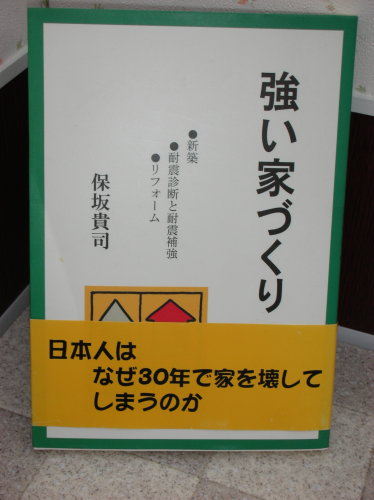 強い家づくり
●新築
●耐震診断と耐震補強
●リフォーム
保坂貴司
日本人は
なぜ30年で家を壊して
しまうのか